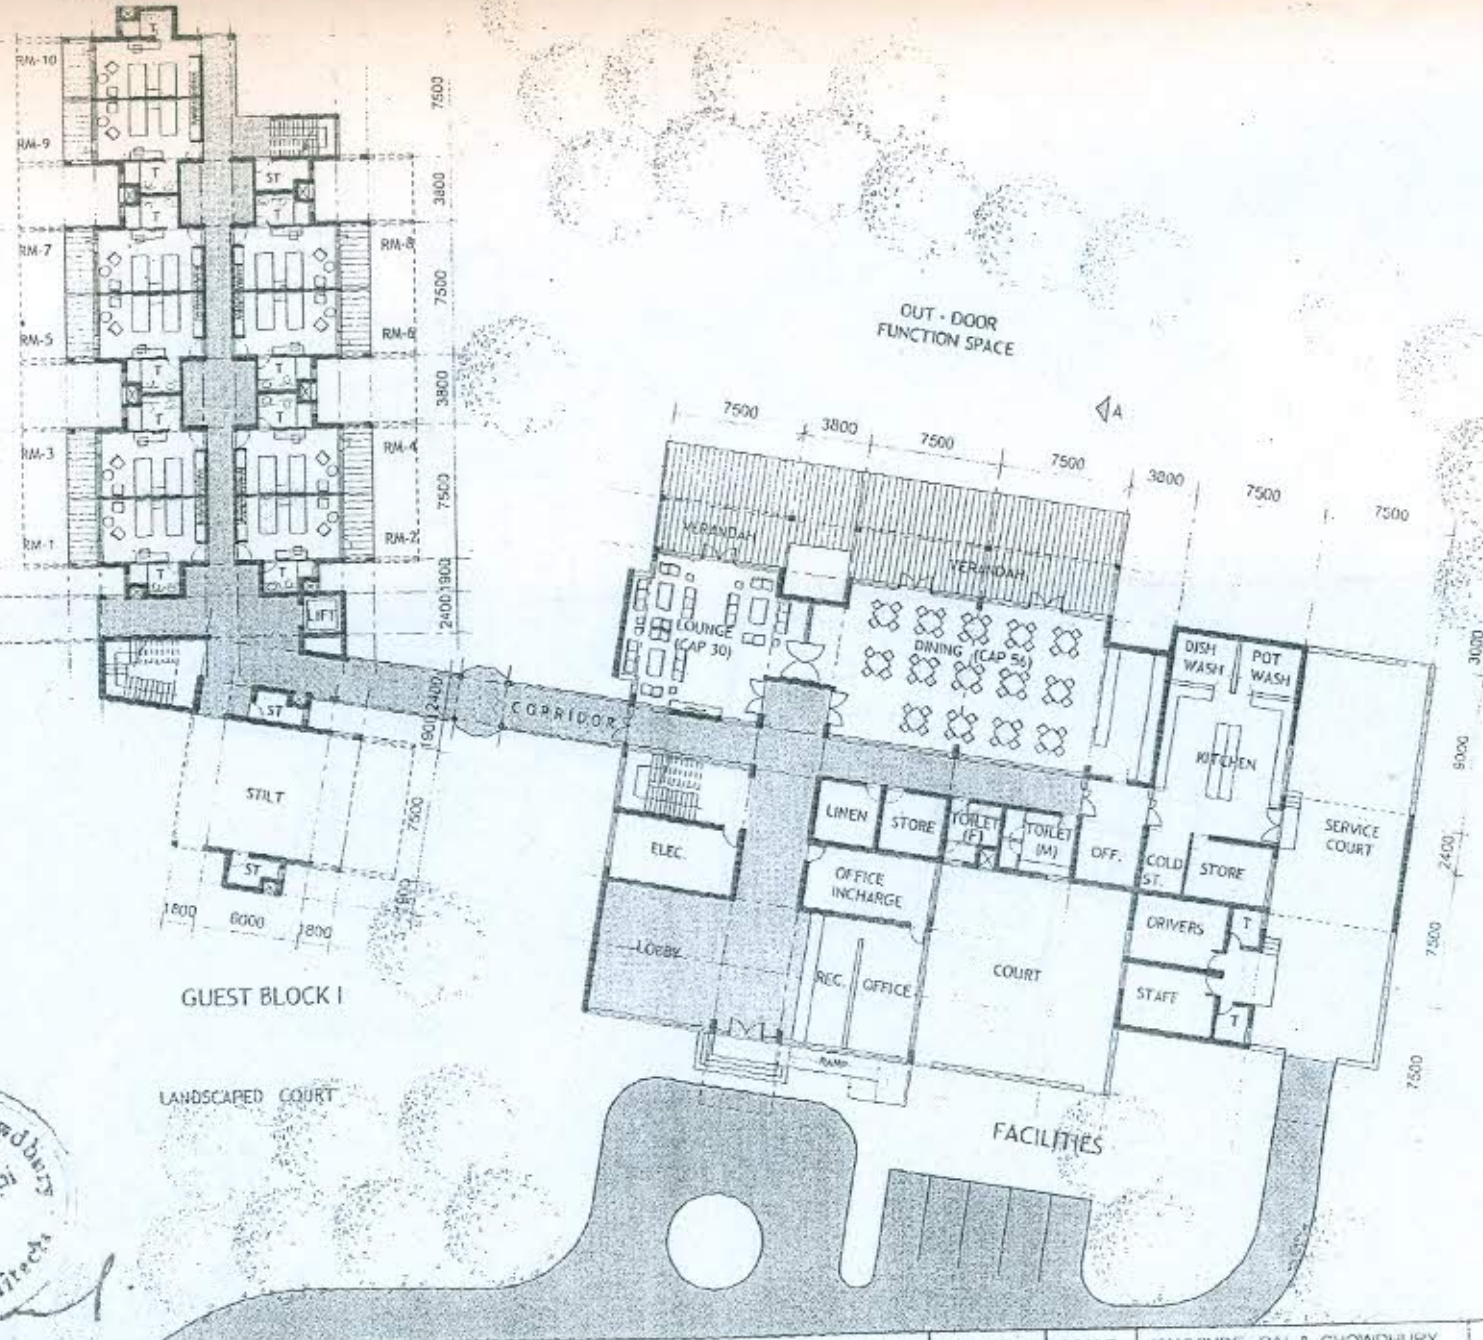 RM-10
RM-9
RM-7
RM-8
RM-5
RM-6
RM-3
RM-4
RM-1
RM-2
T
T
ST
T
T
T
T
T
T
T
T
LIFT
7500
3800
7500
3800
7500
1900
2400
2400
1900
7500
1900
ST
STILT
ST
1800
6000
1800
GUEST BLOCK I
LANDSCAPED COURT
OUT - DOOR
FUNCTION SPACE
A
7500
3800
7500
7500
3800
7500
7500
VERANDAH
VERANDAH
LOUNGE
(CAP 30)
DINING (CAP 56)
CORRIDOR
DISH
WASH
POT
WASH
KITCHEN
SERVICE
COURT
LINEN
STORE
TOILET
(F)
TOILET
(M)
OFF.
COLD
ST.
STORE
ELEC.
OFFICE
INCHARGE
DRIVERS
T
LOBBY
REC.
OFFICE
COURT
STAFF
T
RAMP
3000
9000
2400
7500
7500
FACILITIES
& CHOWDHURY